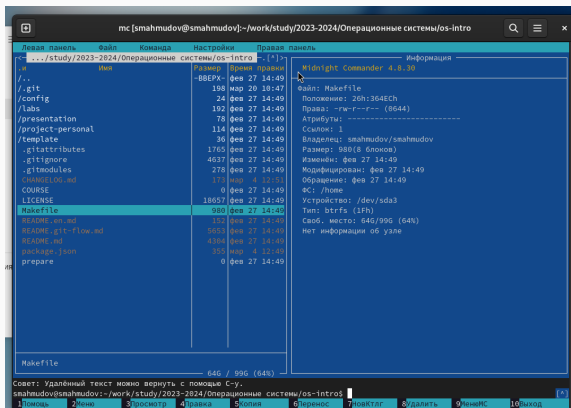 mc [smahmudov@smahmudov]:~/work/study/2023-2024/Операционные системы/os-intro
Левая панель Файл Команда Настройки Правая панель
.../study/2023-2024/Операционные системы/os-intro
.и Имя Размер Время правки
/.. -ВВЕРХ- фев 27 14:49
/.git 198 мар 20 10:47
/config 24 фев 27 14:49
/labs 192 фев 27 14:49
/presentation 78 фев 27 14:49
/project-personal 114 фев 27 14:49
/template 36 фев 27 14:49
.gitattributes 1765 фев 27 14:49
.gitignore 4637 фев 27 14:49
.gitmodules 278 фев 27 14:49
CHANGELOG.md 173 мар 4 12:51
COURSE 0 фев 27 14:49
LICENSE 18657 фев 27 14:49
Makefile 980 фев 27 14:49
README.en.md 152 фев 27 14:49
README.git-flow.md 5653 фев 27 14:49
README.md 4384 фев 27 14:49
package.json 355 мар 4 12:49
prepare 0 фев 27 14:49
Makefile
64G / 99G (64%)
Информация
Midnight Commander 4.8.30
Файл: Makefile
Положение: 26h:364ECh
Права: -rw-r--r-- (0644)
Атрибуты: ------------------------
Ссылок: 1
Владелец: smahmudov/smahmudov
Размер: 980(8 блоков)
Изменён: фев 27 14:49
Модифицирован: фев 27 14:49
Обращение: фев 27 14:49
ФС: /home
Устройство: /dev/sda3
Тип: btrfs (1Fh)
Своб. место: 64G/99G (64%)
Нет информации об узле
Совет: Удалённый текст можно вернуть с помощью C-y.
smahmudov@smahmudov:~/work/study/2023-2024/Операционные системы/os-intro$ [^]
1Помощь 2Меню 3Просмотр 4Правка 5Копия 6Перенос 7НовКтлг 8Удалить 9МенюMC 10Выход